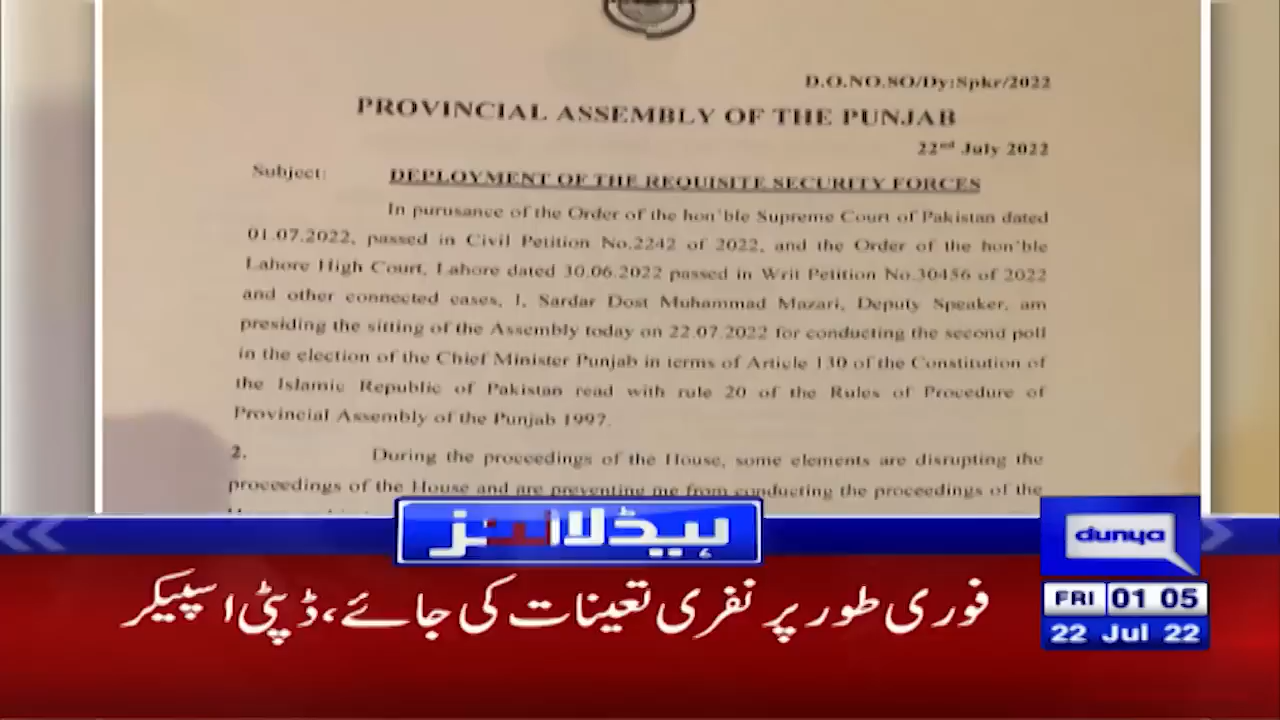 D.O.NO.SO/Dy:Spkr/2022
PROVINCIAL ASSEMBLY OF THE PUNJAB
22nd July 2022
Subject: DEPLOYMENT OF THE REQUISITE SECURITY FORCES
In purusance of the Order of the hon'ble Supreme Court of Pakistan dated
01.07.2022, passed in Civil Petition No.2242 of 2022, and the Order of the hon'ble
Lahore High Court, Lahore dated 30.06.2022 passed in Writ Petition No.30456 of 2022
and other connected cases, I, Sardar Dost Muhammad Mazari, Deputy Speaker, am
presiding the sitting of the Assembly today on 22.07.2022 for conducting the second poll
in the election of the Chief Minister Punjab in terms of Article 130 of the Constitution of
the Islamic Republic of Pakistan read with rule 20 of the Rules of Procedure of
Provincial Assembly of the Punjab 1997.
2. During the proceedings of the House, some elements are disrupting the
proceedings of the House and are preventing me from conducting the proceedings of the
ہیڈلائنز
dunya
فوری طور پر نفری تعینات کی جائے، ڈپٹی اسپیکر
FRI 01 05
22 Jul 22